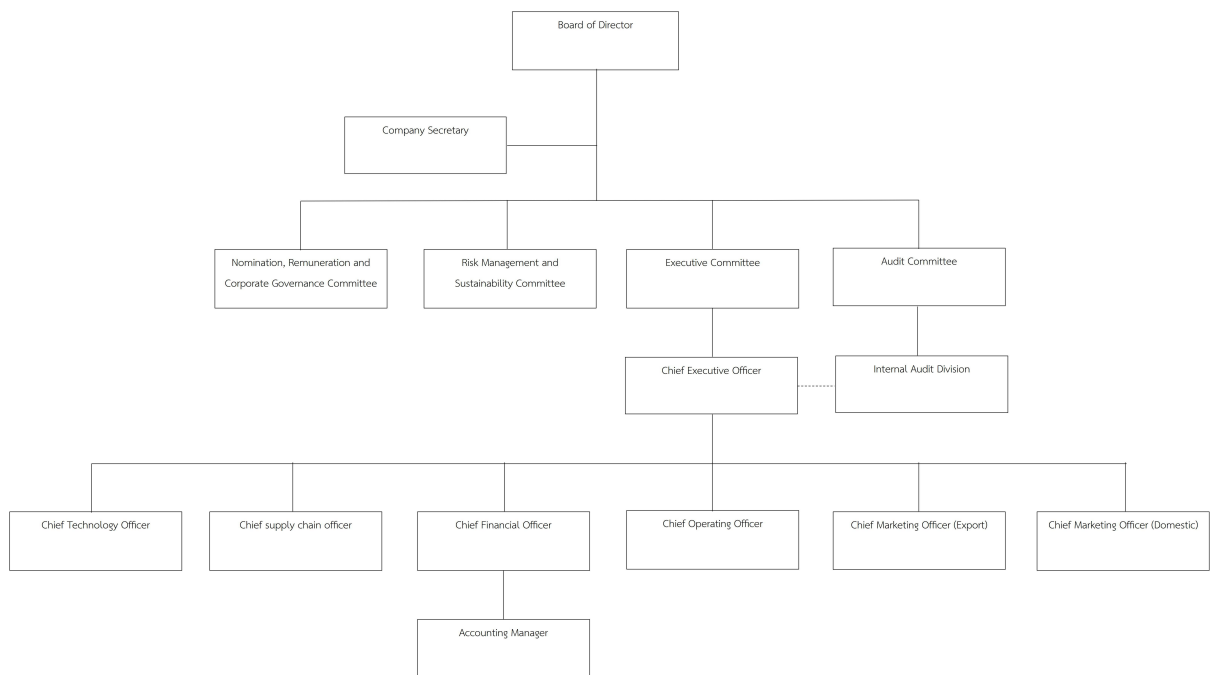 Board of Director
Company Secretary
Nomination, Remuneration and
Corporate Governance Committee
Risk Management and
Sustainability Committee
Executive Committee
Audit Committee
Chief Executive Officer
Internal Audit Division
Chief Technology Officer
Chief supply chain officer
Chief Financial Officer
Chief Operating Officer
Chief Marketing Officer (Export)
Chief Marketing Officer (Domestic)
Accounting Manager